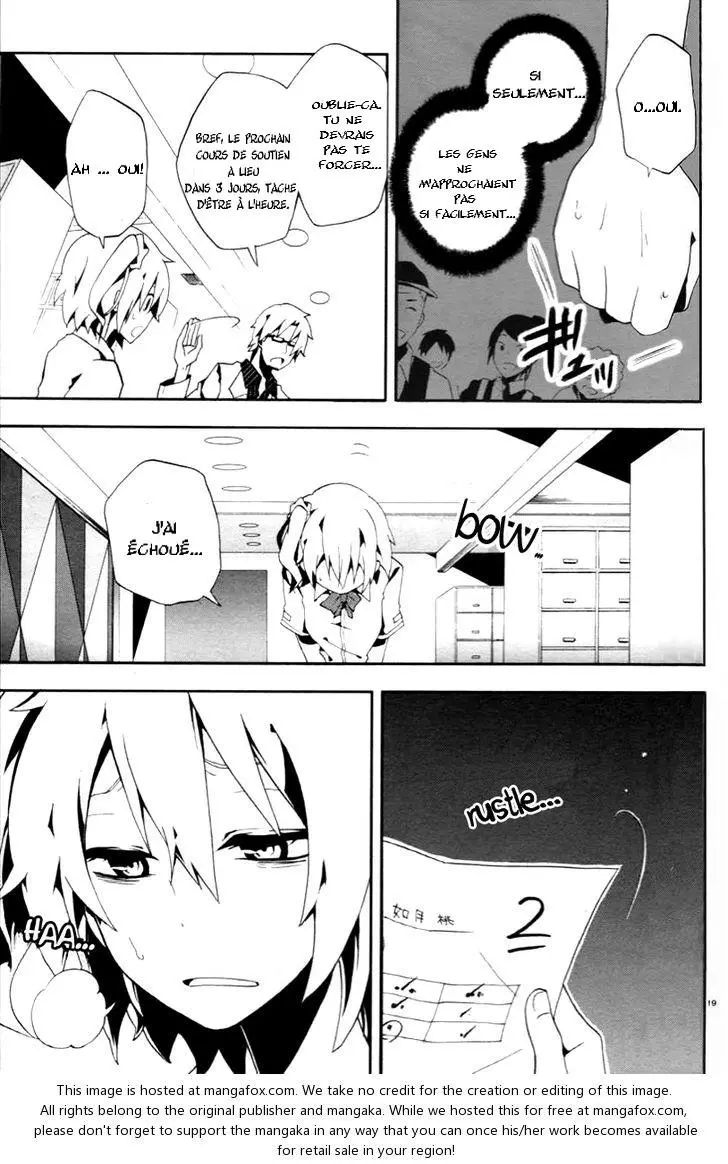 O...OUI.
SI
SEULEMENT...
LES GENS
NE
M'APPROCHAIENT
PAS
SI FACILEMENT...
ギュッ
OUBLIE-ÇA.
TU NE
DEVRAIS
PAS TE
FORCER...
BREF, LE PROCHAIN
COURS DE SOUTIEN
A LIEU
DANS 3 JOURS, TACHE
D'ÊTRE À L'HEURE.
AH ... OUI!
BOW...
J'AI
ÉCHOUÉ...
RUSTLE...
2
如月 桃
HAA...
19
This image is hosted at mangafox.com. We take no credit for the creation or editing of this image.
All rights belong to the original publisher and mangaka. While we hosted this for free at mangafox.com,
please don't forget to support the mangaka in any way that you can once his/her work becomes available
for retail sale in your region!